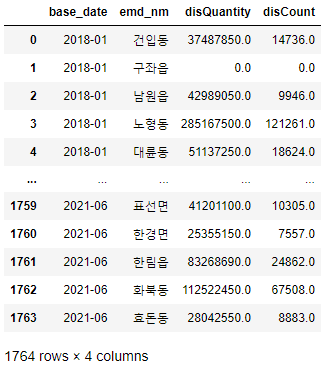 base_date emd_nm disQuantity disCount
0 2018-01 건입동 37487850.0 14736.0
1 2018-01 구좌읍 0.0 0.0
2 2018-01 남원읍 42989050.0 9946.0
3 2018-01 노형동 285167500.0 121261.0
4 2018-01 대륜동 51137250.0 18624.0
... ... ... ... ...
1759 2021-06 표선면 41201100.0 10305.0
1760 2021-06 한경면 25355150.0 7557.0
1761 2021-06 한림읍 83268690.0 24862.0
1762 2021-06 화북동 112522450.0 67508.0
1763 2021-06 효돈동 28042550.0 8883.0
1764 rows × 4 columns